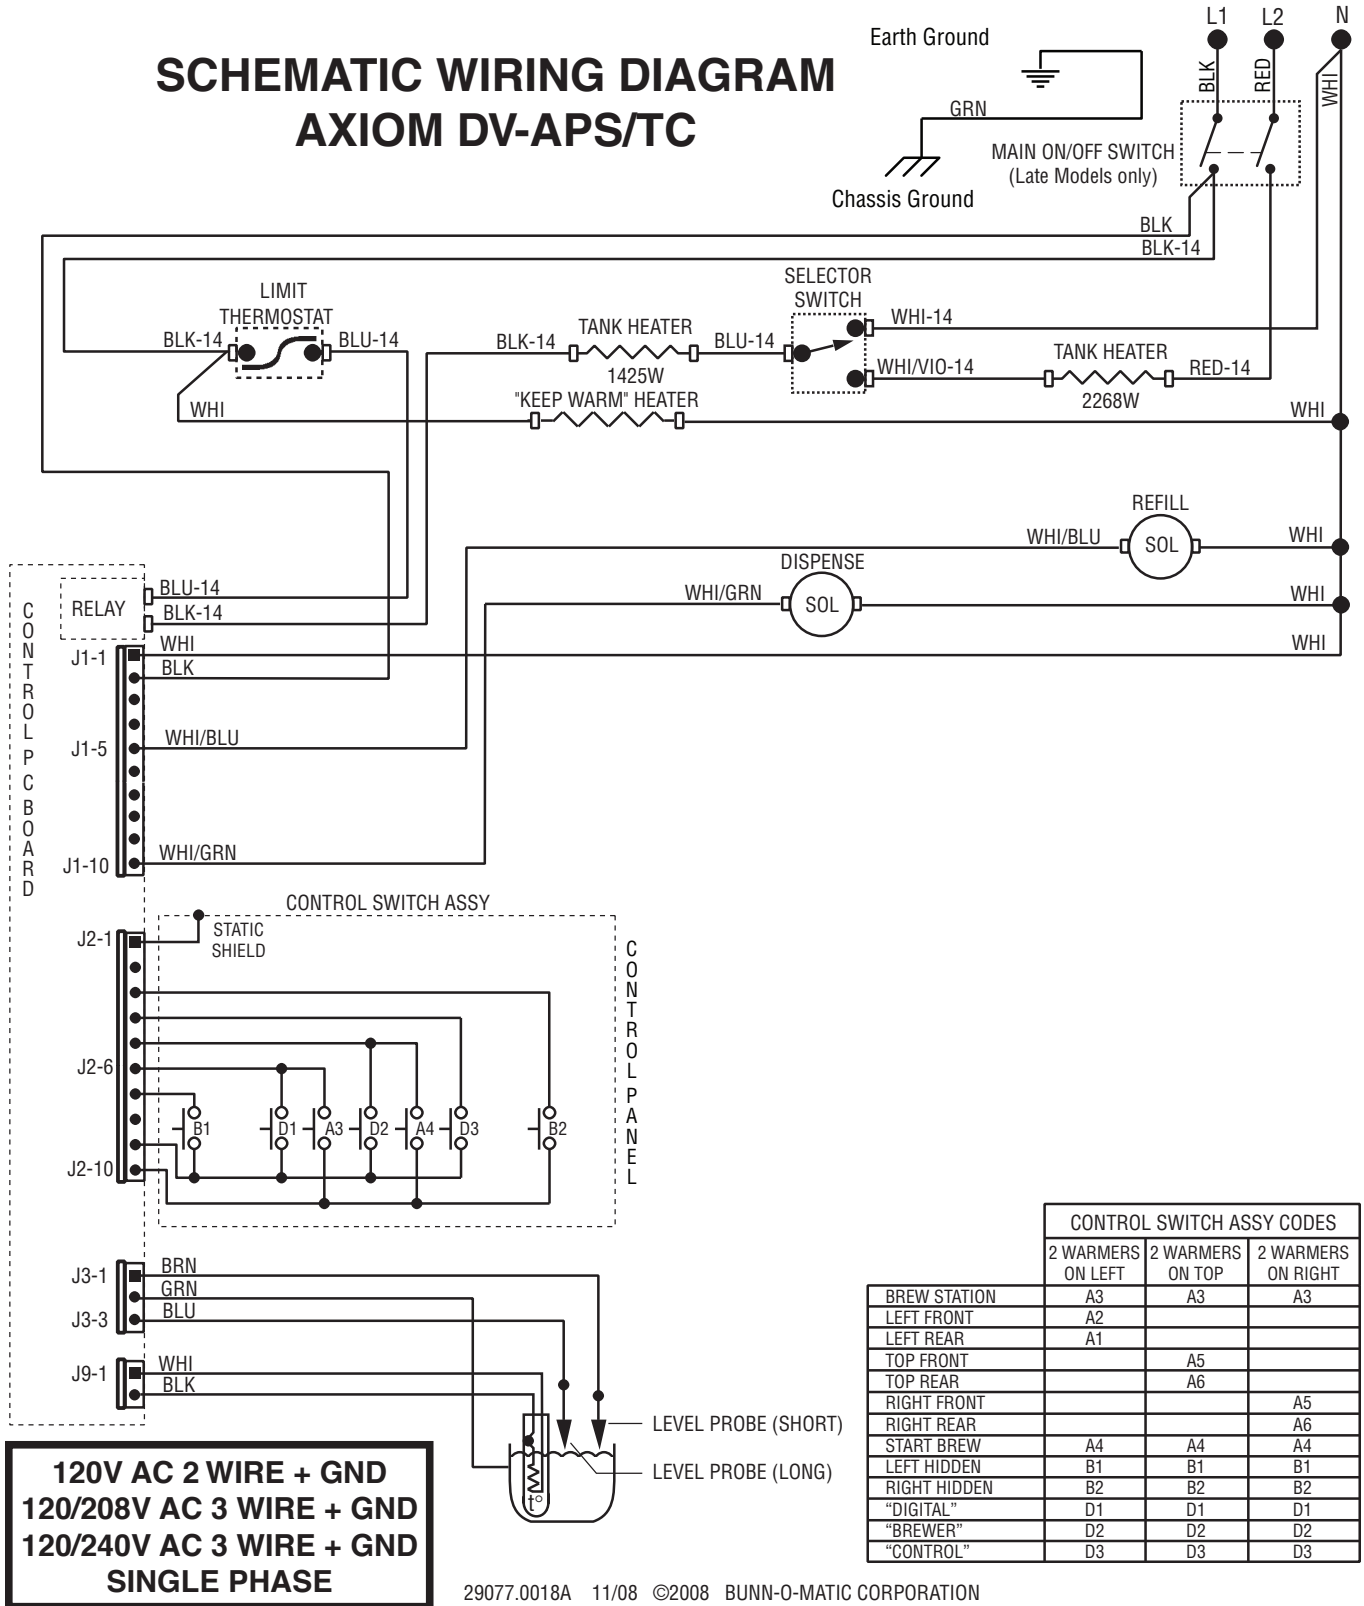 SCHEMATIC WIRING DIAGRAM
AXIOM DV-APS/TC
Earth Ground
GRN
Chassis Ground
L1 L2 N
BLK RED WHI
MAIN ON/OFF SWITCH
(Late Models only)
BLK
BLK-14
LIMIT
THERMOSTAT
BLK-14
BLU-14
WHI
BLK-14
TANK HEATER
1425W
BLU-14
SELECTOR
SWITCH
WHI-14
WHI/VIO-14
TANK HEATER
2268W
RED-14
"KEEP WARM" HEATER
WHI
REFILL
WHI/BLU
SOL
WHI
DISPENSE
WHI/GRN
SOL
WHI
WHI
CONTROL PC BOARD
RELAY
BLU-14
BLK-14
J1-1
WHI
BLK
J1-5
WHI/BLU
J1-10
WHI/GRN
CONTROL SWITCH ASSY
J2-1
STATIC
SHIELD
CONTROL PANEL
J2-6
B1 D1 A3 D2 A4 D3 B2
J2-10
J3-1
BRN
GRN
J3-3
BLU
J9-1
WHI
BLK
LEVEL PROBE (SHORT)
LEVEL PROBE (LONG)
t°
120V AC 2 WIRE + GND
120/208V AC 3 WIRE + GND
120/240V AC 3 WIRE + GND
SINGLE PHASE
CONTROL SWITCH ASSY CODES
2 WARMERS 2 WARMERS 2 WARMERS
ON LEFT ON TOP ON RIGHT
BREW STATION A3 A3 A3
LEFT FRONT A2
LEFT REAR A1
TOP FRONT A5
TOP REAR A6
RIGHT FRONT A5
RIGHT REAR A6
START BREW A4 A4 A4
LEFT HIDDEN B1 B1 B1
RIGHT HIDDEN B2 B2 B2
“DIGITAL” D1 D1 D1
“BREWER” D2 D2 D2
“CONTROL” D3 D3 D3
29077.0018A 11/08 ©2008 BUNN-O-MATIC CORPORATION